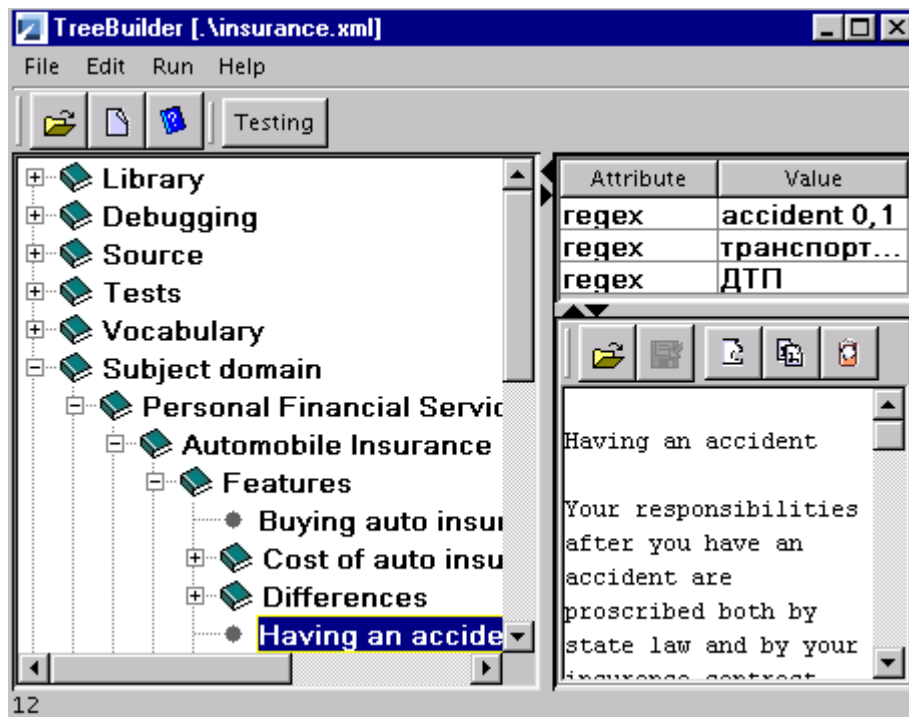 TreeBuilder [.\insurance.xml]
File Edit Run Help
Testing
Library
Debugging
Source
Tests
Vocabulary
Subject domain
Personal Financial Servic
Automobile Insurance
Features
Buying auto insu
Cost of auto insu
Differences
Having an accide
Attribute Value
regex accident 0,1
regex транспорт...
regex ДТП
Having an accident
Your responsibilities
after you have an
accident are
proscribed both by
state law and by your
insurance contract
12